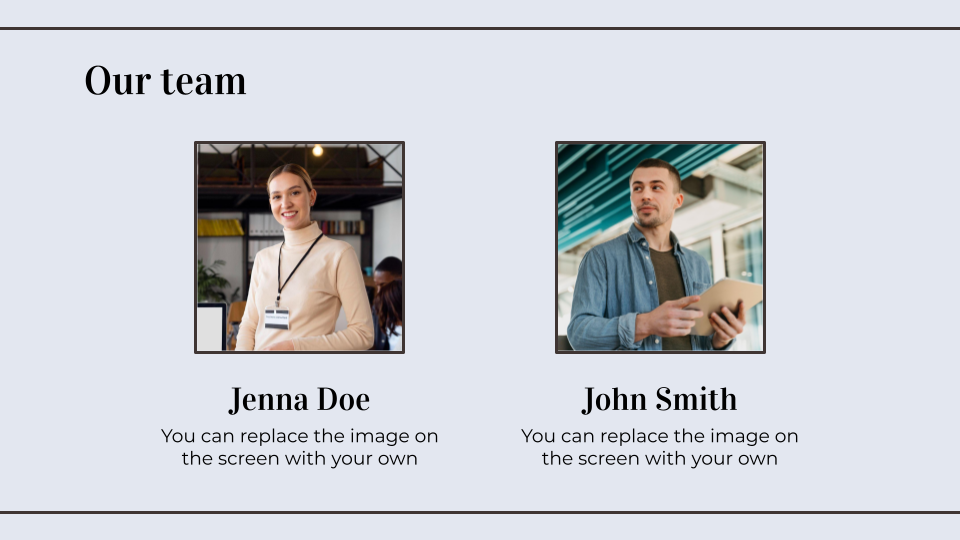 Our team
Jenna Doe
You can replace the image on
the screen with your own
John Smith
You can replace the image on
the screen with your own